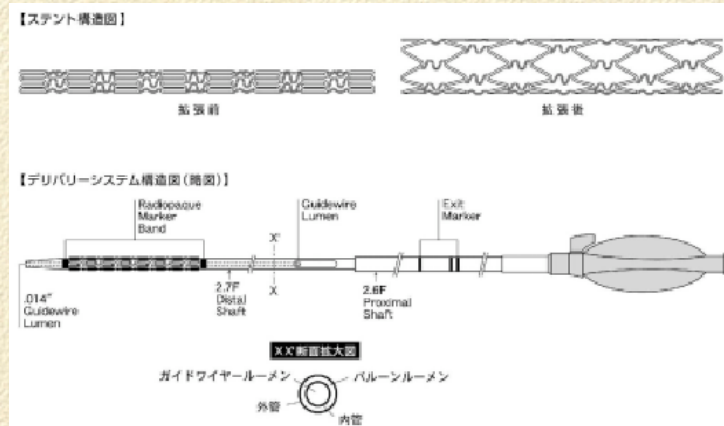 【ステント構造図】
拡張前
拡張後
【デリバリーシステム構造図(略図)】
Radiopaque
Marker
Band
X'
Guidewire
Lumen
Exit
Marker
.014"
Guidewire
Lumen
2.7F
Distal
Shaft
X
2.6F
Proximal
Shaft
XX'断面拡大図
ガイドワイヤールーメン
バルーンルーメン
外管
内管